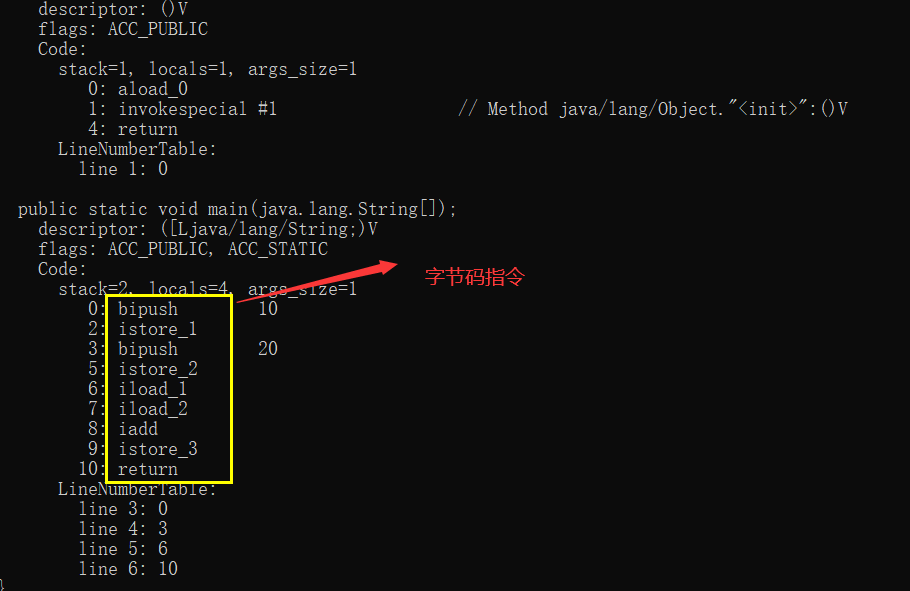 descriptor: ()V
flags: ACC_PUBLIC
Code:
stack=1, locals=1, args_size=1
0: aload_0
1: invokespecial #1 // Method java/lang/Object."<init>":()V
4: return
LineNumberTable:
line 1: 0
public static void main(java.lang.String[]);
descriptor: ([Ljava/lang/String;)V
flags: ACC_PUBLIC, ACC_STATIC
Code:
字节码指令
stack=2, locals=4, args_size=1
0: bipush 10
2: istore_1
3: bipush 20
5: istore_2
6: iload_1
7: iload_2
8: iadd
9: istore_3
10: return
LineNumberTable:
line 3: 0
line 4: 3
line 5: 6
line 6: 10
}